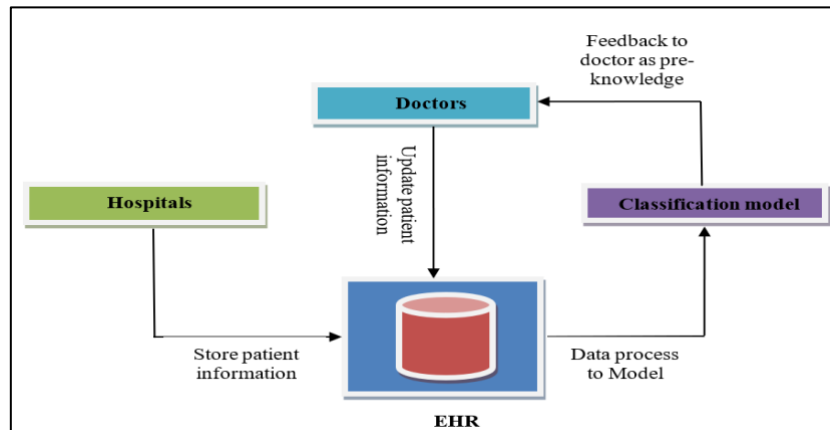 Feedback to
doctor as pre-
knowledge
Doctors
Update patient
information
Hospitals
Classification model
Store patient
information
Data process
to Model
EHR